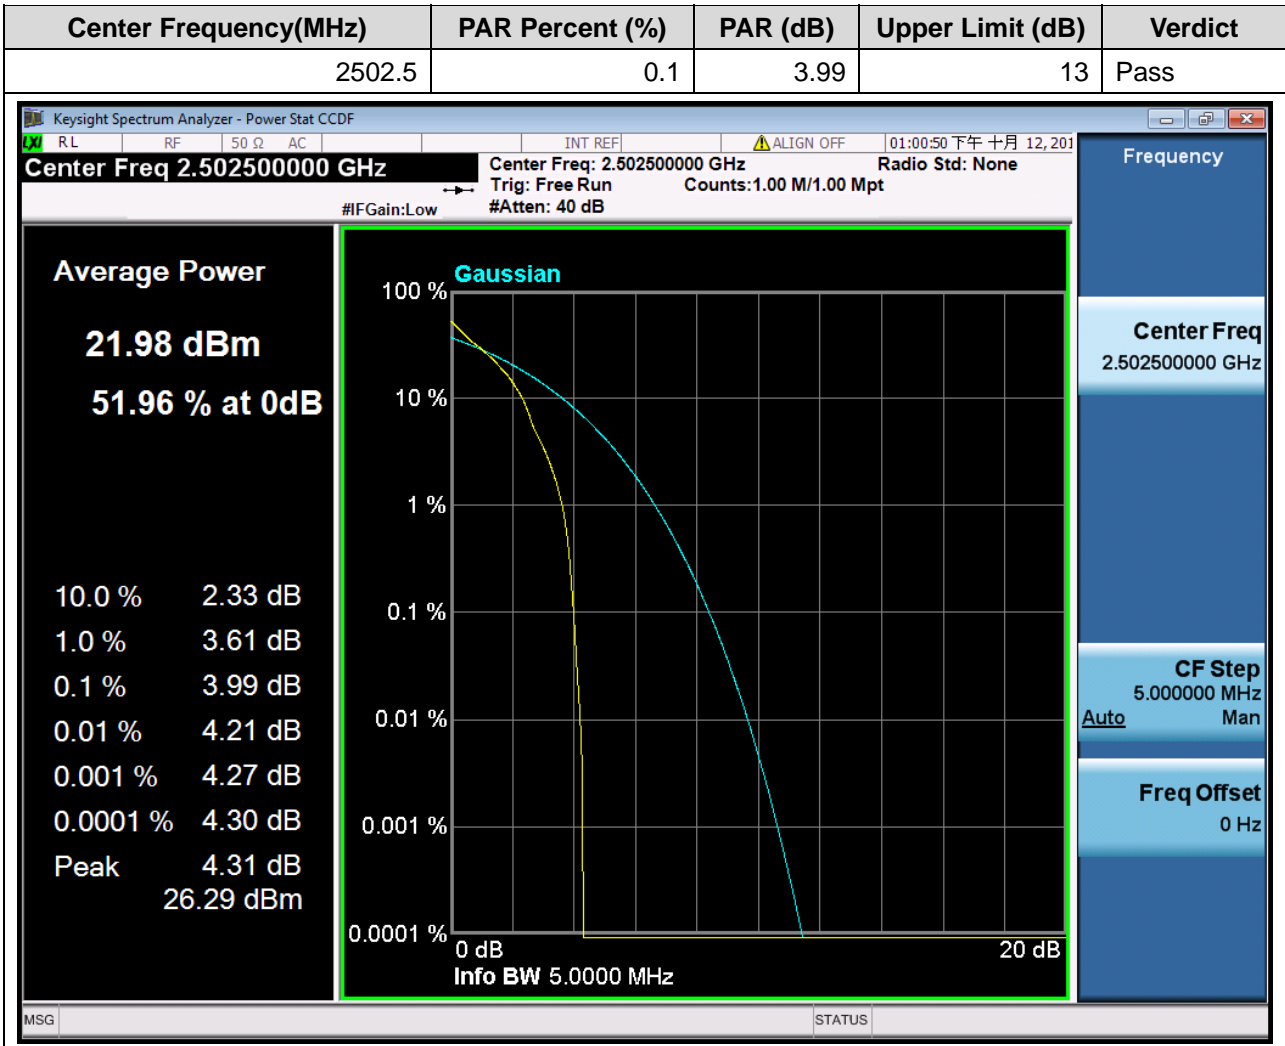 Center Frequency(MHz) PAR Percent (%) PAR (dB) Upper Limit (dB) Verdict
2502.5 0.1 3.99 13 Pass
Keysight Spectrum Analyzer - Power Stat CCDF
LXI RL RF 50 Ω AC INT REF ALIGN OFF 01:00:50 下午 十月 12, 201
Center Freq 2.502500000 GHz
Center Freq: 2.502500000 GHz Radio Std: None
Trig: Free Run Counts:1.00 M/1.00 Mpt
#IFGain:Low #Atten: 40 dB
Frequency
Average Power
21.98 dBm
51.96 % at 0dB
10.0 % 2.33 dB
1.0 % 3.61 dB
0.1 % 3.99 dB
0.01 % 4.21 dB
0.001 % 4.27 dB
0.0001 % 4.30 dB
Peak 4.31 dB
26.29 dBm
Gaussian
100 %
10 %
1 %
0.1 %
0.01 %
0.001 %
0.0001 %
0 dB 20 dB
Info BW 5.0000 MHz
Center Freq
2.502500000 GHz
CF Step
5.000000 MHz
Auto Man
Freq Offset
0 Hz
MSG STATUS